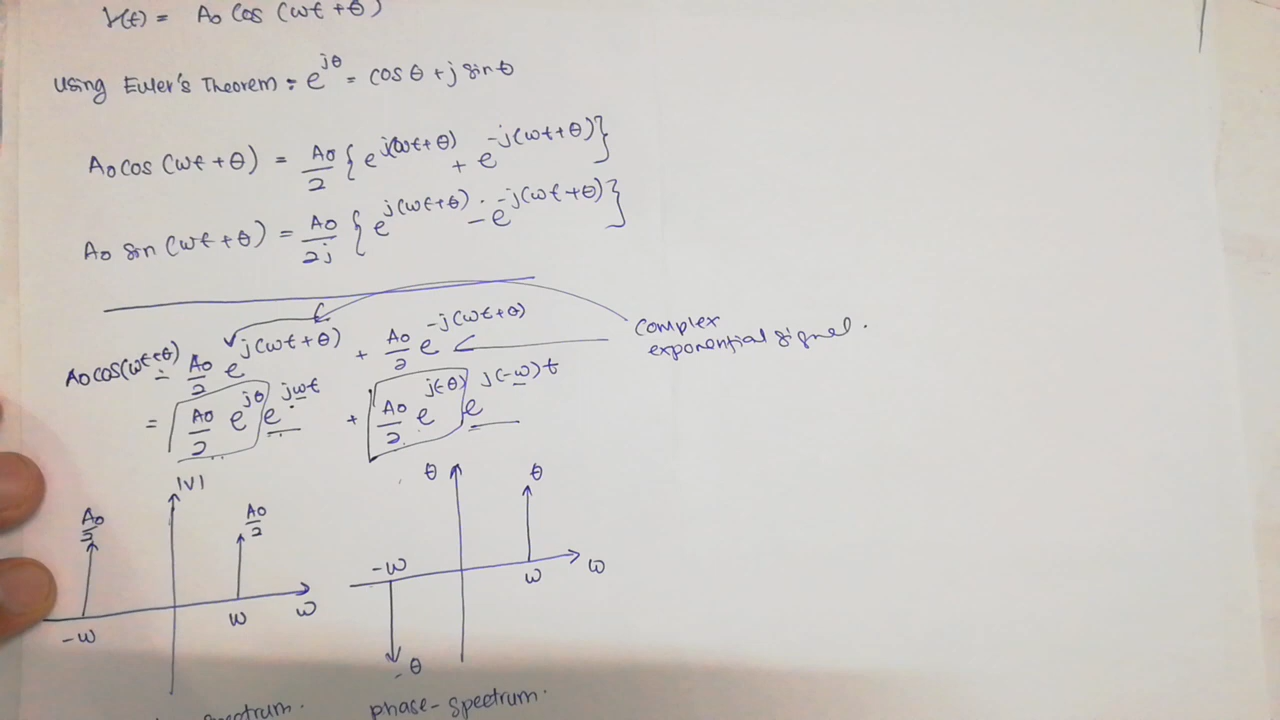 V(t) = A0 cos (ωt + θ)
Using Euler's Theorem : e^jθ = cos θ + j sin θ
A0 cos (ωt + θ) = A0/2 { e^j(ωt+θ) + e^-j(ωt+θ) }
A0 sin (ωt + θ) = A0/2j { e^j(ωt+θ) - e^-j(ωt+θ) }
A0 cos(ωt+θ) = A0/2 e^j(ωt+θ) + A0/2 e^-j(ωt+θ)
complex
exponential signal.
= A0/2 e^jθ e^jωt + A0/2 e^j(-θ) e^j(-ω)t
|V|
A0/2
A0/2
-ω
ω
ω
θ
θ
-ω
ω
ω
-θ
spectrum.
phase-spectrum.